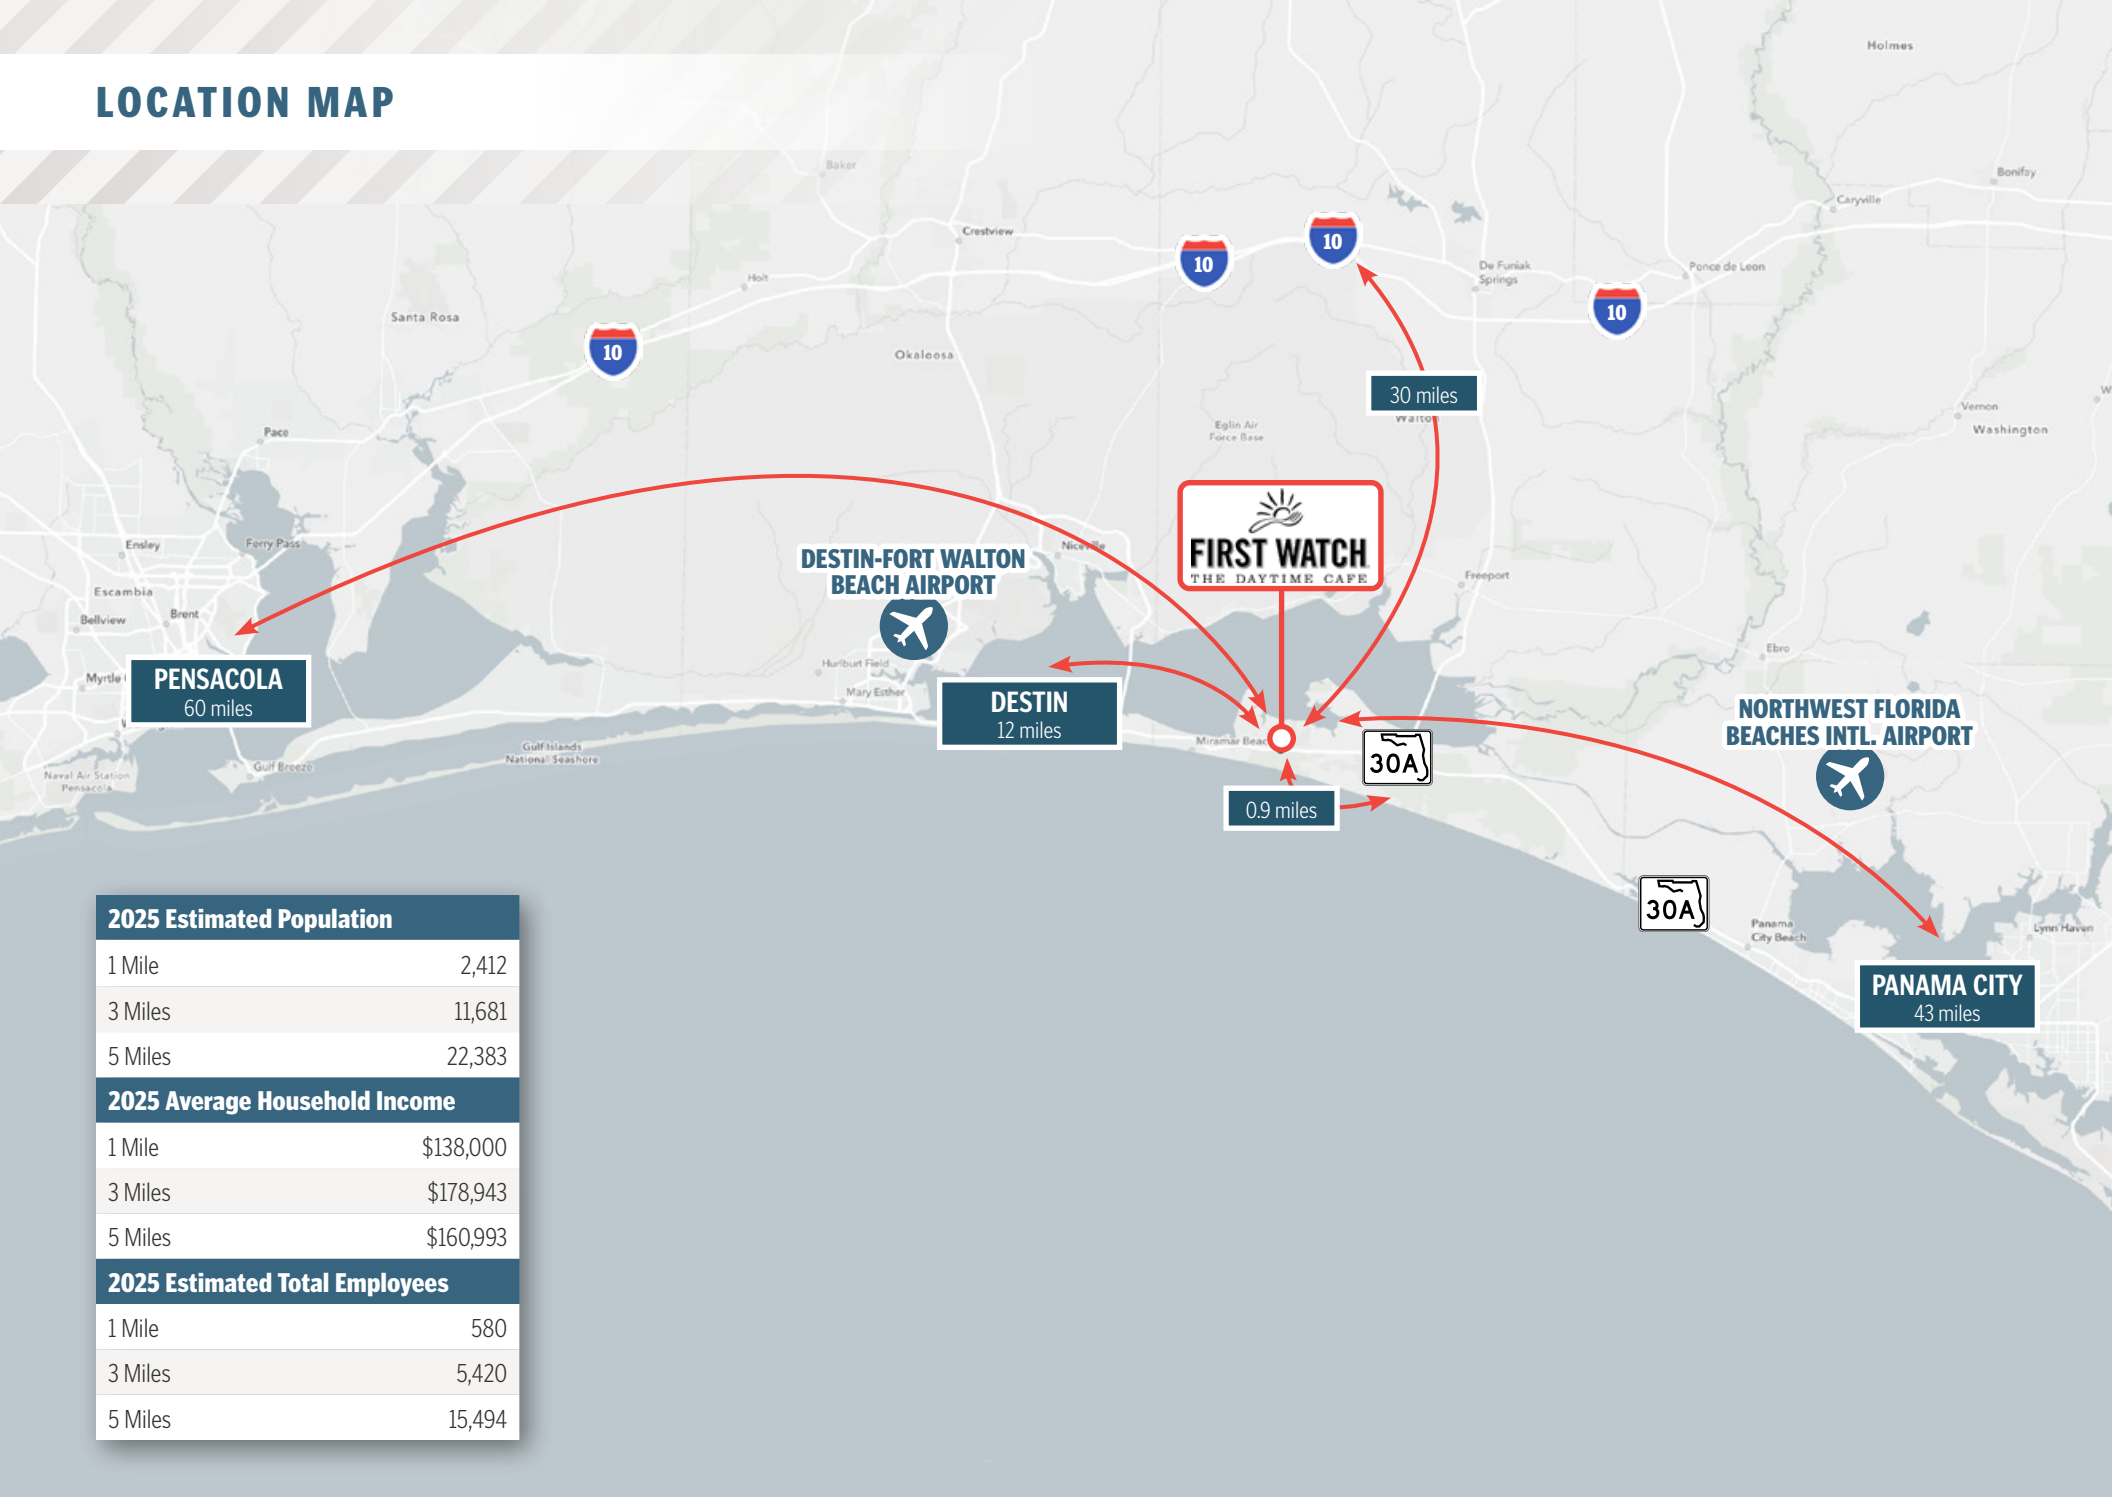 LOCATION MAP
Holmes
Baker
Bonifay
Caryville
Crestview
10
10
De Funiak
Springs
Ponce de Leon
Holt
10
Santa Rosa
10
Okaloosa
30 miles
Walton
Vernon
Washington
Eglin Air
Force Base
Pace
FIRST WATCH
THE DAYTIME CAFE
Ensley
Ferry Pass
Niceville
DESTIN-FORT WALTON
BEACH AIRPORT
Freeport
Escambia
Bellview
Brent
Ebro
Hurlburt Field
Mary Esther
Myrtle
PENSACOLA
60 miles
DESTIN
12 miles
NORTHWEST FLORIDA
BEACHES INTL. AIRPORT
Miramar Beac
30A
Gulf Islands
National Seashore
Gulf Breeze
Naval Air Station
Pensacola
0.9 miles
30A
Panama
City Beach
Lynn Haven
PANAMA CITY
43 miles
2025 Estimated Population
1 Mile 2,412
3 Miles 11,681
5 Miles 22,383
2025 Average Household Income
1 Mile $138,000
3 Miles $178,943
5 Miles $160,993
2025 Estimated Total Employees
1 Mile 580
3 Miles 5,420
5 Miles 15,494